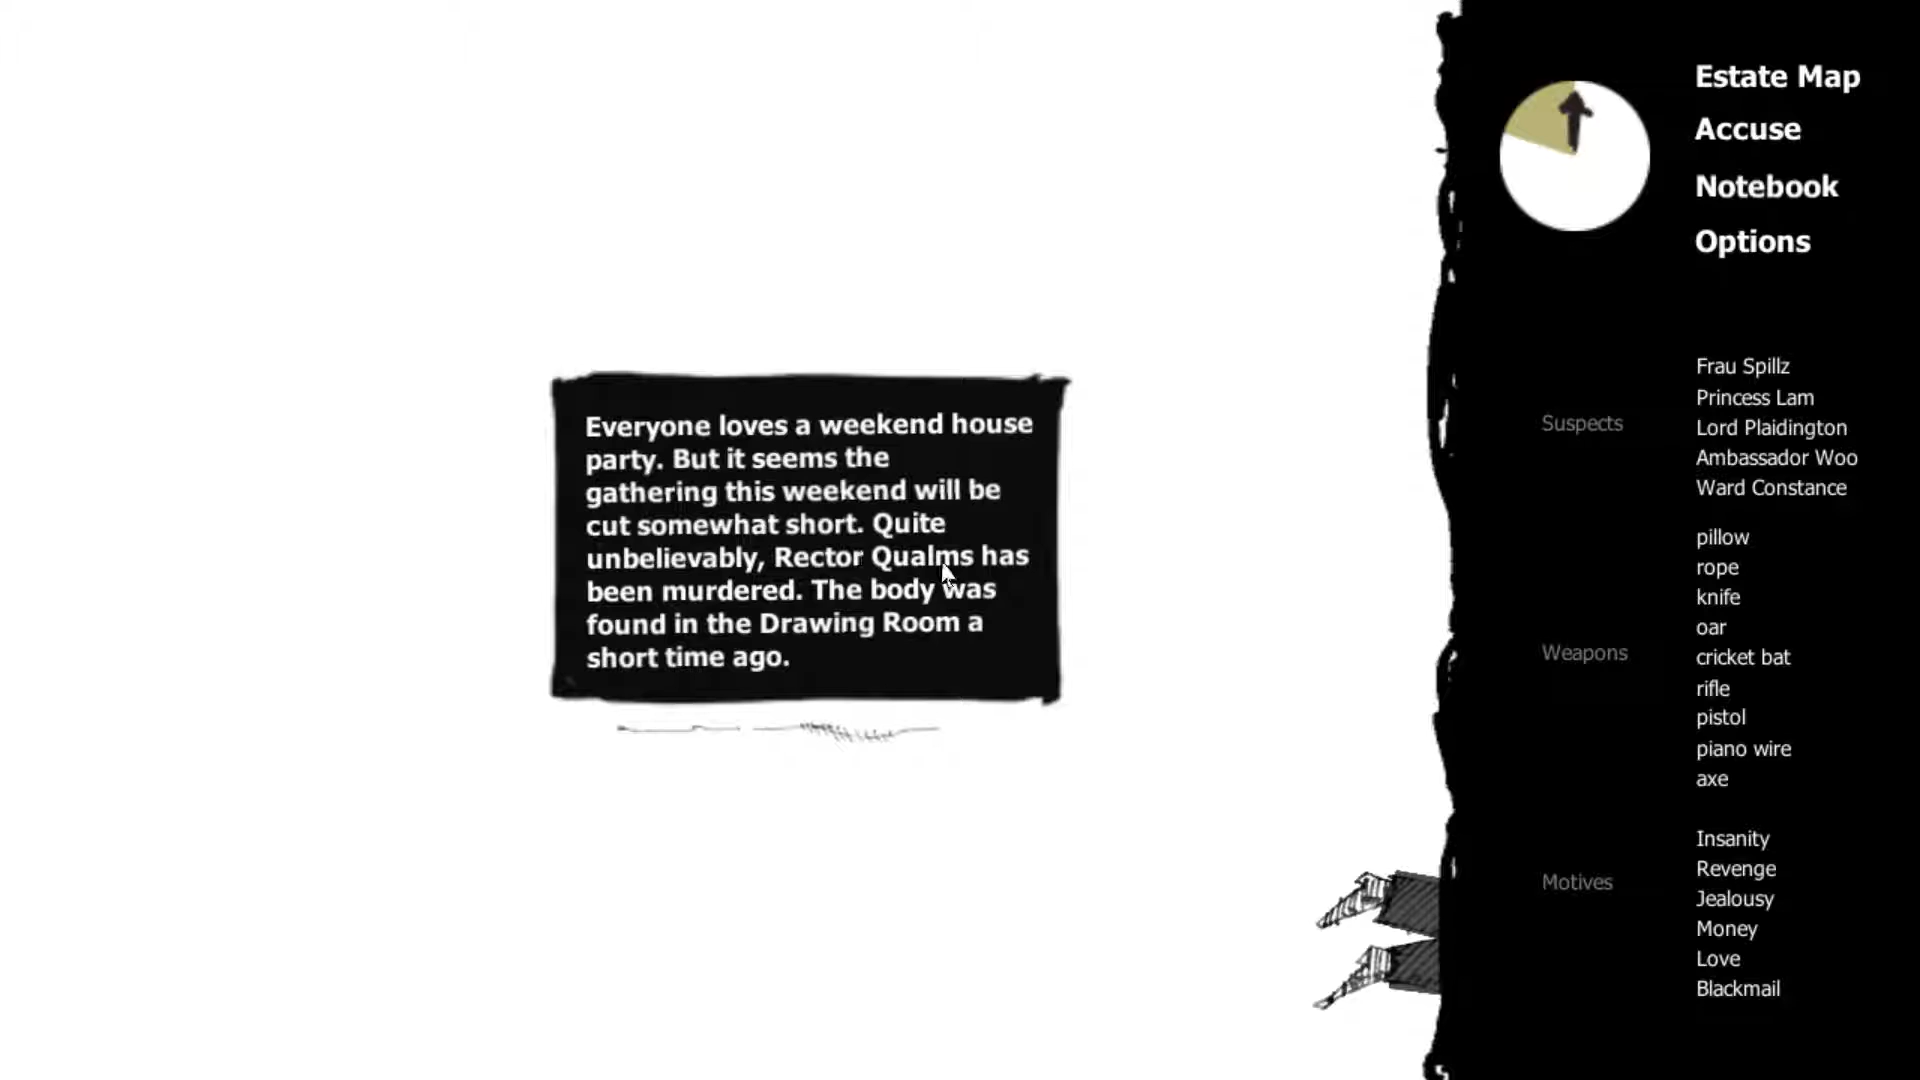 Everyone loves a weekend house
party. But it seems the
gathering this weekend will be
cut somewhat short. Quite
unbelievably, Rector Qualms has
been murdered. The body was
found in the Drawing Room a
short time ago.
Estate Map
Accuse
Notebook
Options
Suspects
Frau Spillz
Princess Lam
Lord Plaidington
Ambassador Woo
Ward Constance
Weapons
pillow
rope
knife
oar
cricket bat
rifle
pistol
piano wire
axe
Motives
Insanity
Revenge
Jealousy
Money
Love
Blackmail